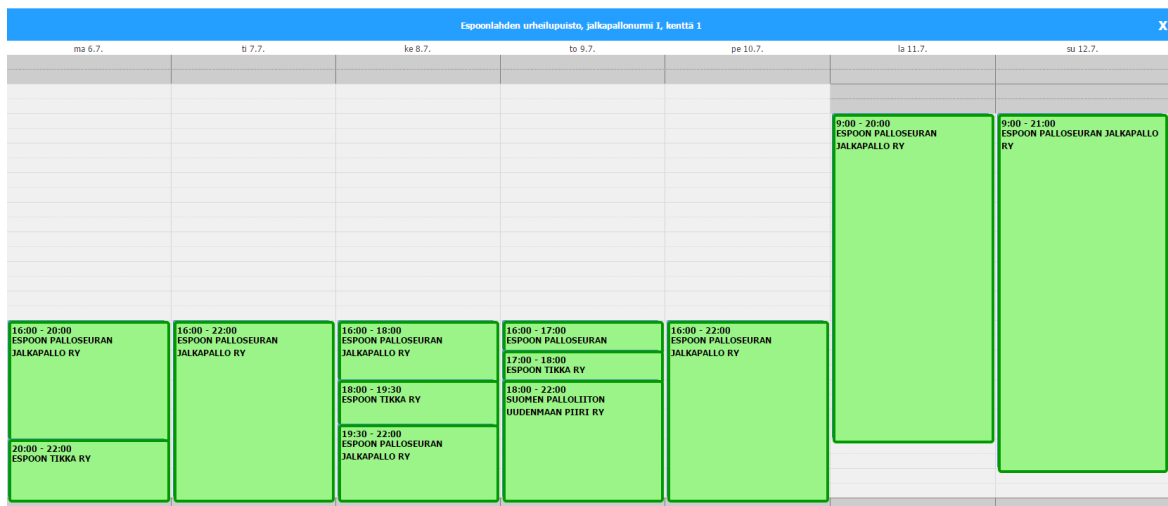 Espoonlahden urheilupuisto, jalkapallonurmi I, kenttä 1
X
ma 6.7.
ti 7.7.
ke 8.7.
to 9.7.
pe 10.7.
la 11.7.
su 12.7.
16:00 - 20:00
ESPOON PALLOSEURAN
JALKAPALLO RY
20:00 - 22:00
ESPOON TIKKA RY
16:00 - 22:00
ESPOON PALLOSEURAN
JALKAPALLO RY
16:00 - 18:00
ESPOON PALLOSEURAN
JALKAPALLO RY
18:00 - 19:30
ESPOON TIKKA RY
19:30 - 22:00
ESPOON PALLOSEURAN
JALKAPALLO RY
16:00 - 17:00
ESPOON PALLOSEURAN
17:00 - 18:00
ESPOON TIKKA RY
18:00 - 22:00
SUOMEN PALLOLIITON
UUDENMAAN PIIRI RY
16:00 - 22:00
ESPOON PALLOSEURAN
JALKAPALLO RY
9:00 - 20:00
ESPOON PALLOSEURAN
JALKAPALLO RY
9:00 - 21:00
ESPOON PALLOSEURAN JALKAPALLO
RY